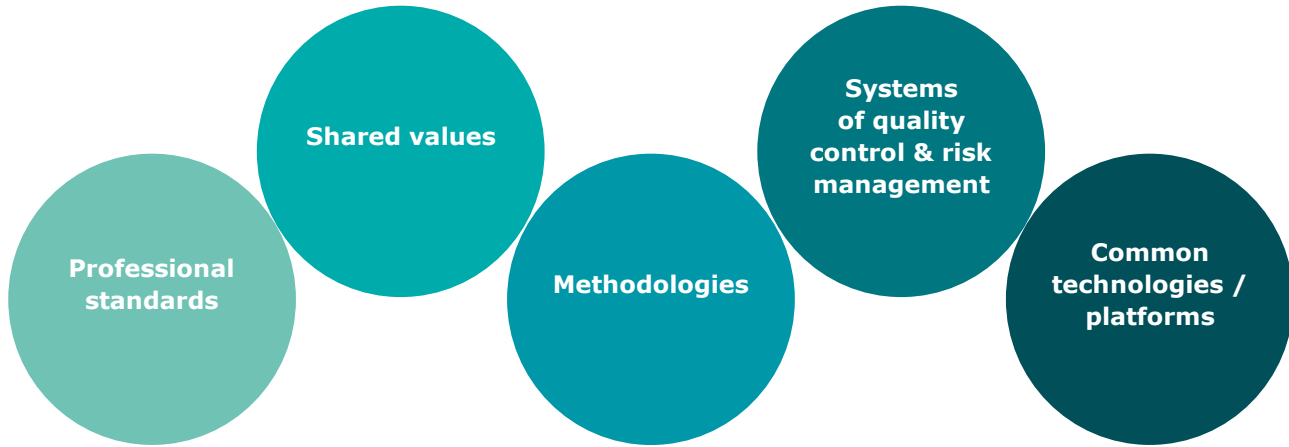 Professional
standards
Shared values
Methodologies
Systems
of quality
control & risk
management
Common
technologies /
platforms